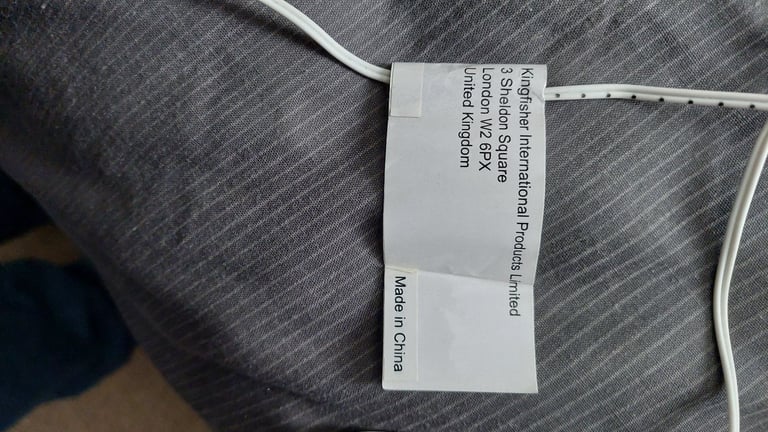 Kingfisher International Products Limited
3 Sheldon Square
London W2 6PX
United Kingdom
Made in China